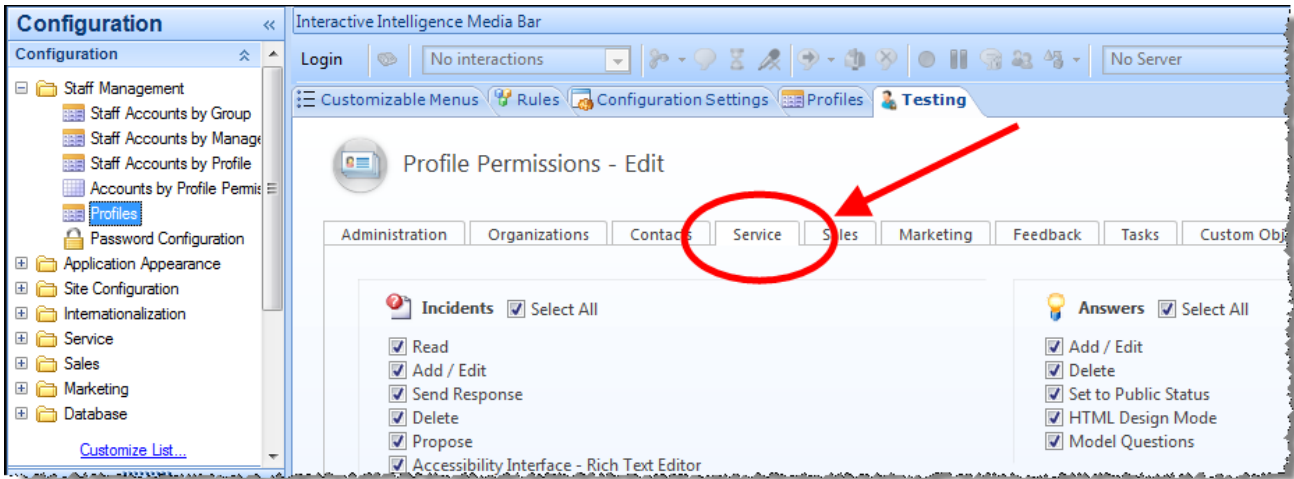 Configuration «
Configuration
Staff Management
Staff Accounts by Group
Staff Accounts by Manage
Staff Accounts by Profile
Accounts by Profile Permis
Profiles
Password Configuration
Application Appearance
Site Configuration
Internationalization
Service
Sales
Marketing
Database
Customize List...
Interactive Intelligence Media Bar
Login No interactions No Server
Customizable Menus Rules Configuration Settings Profiles Testing
Profile Permissions - Edit
Administration Organizations Contacts Service Sales Marketing Feedback Tasks Custom Obj
Incidents Select All
Read
Add / Edit
Send Response
Delete
Propose
Accessibility Interface - Rich Text Editor
Answers Select All
Add / Edit
Delete
Set to Public Status
HTML Design Mode
Model Questions